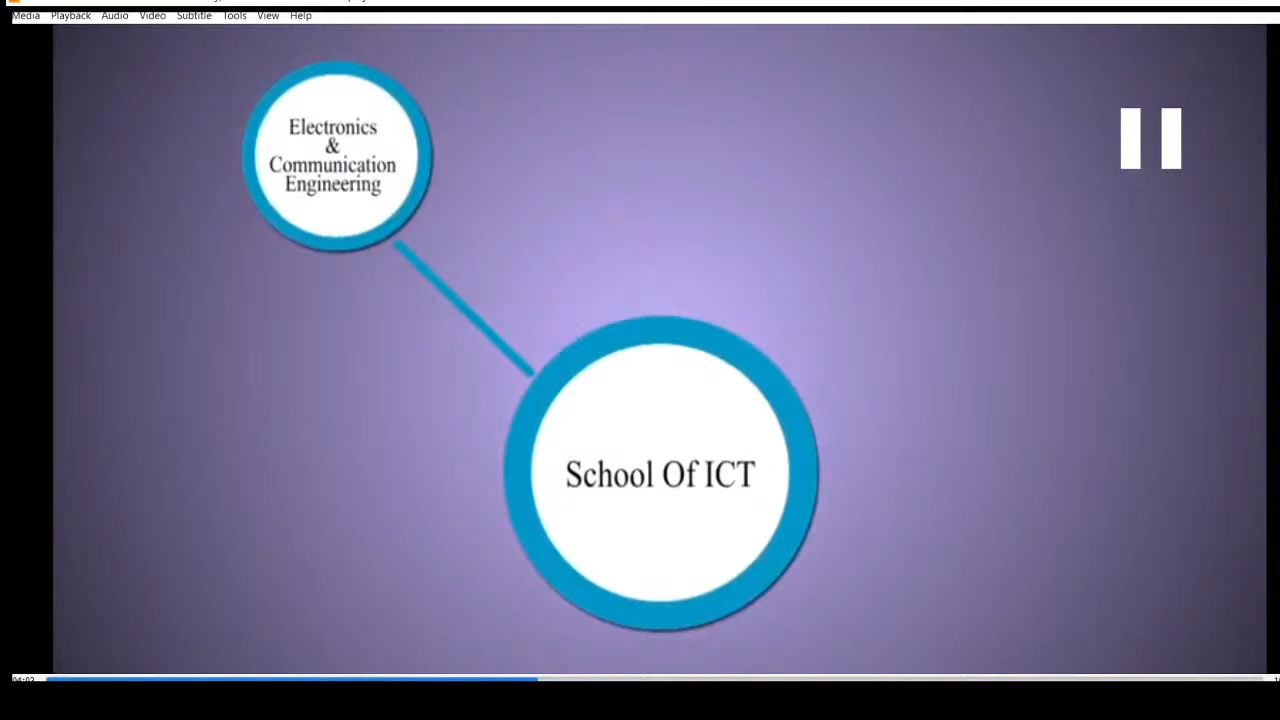 Media Playback Audio Video Subtitle Tools View Help
Electronics
&
Communication
Engineering
School Of ICT